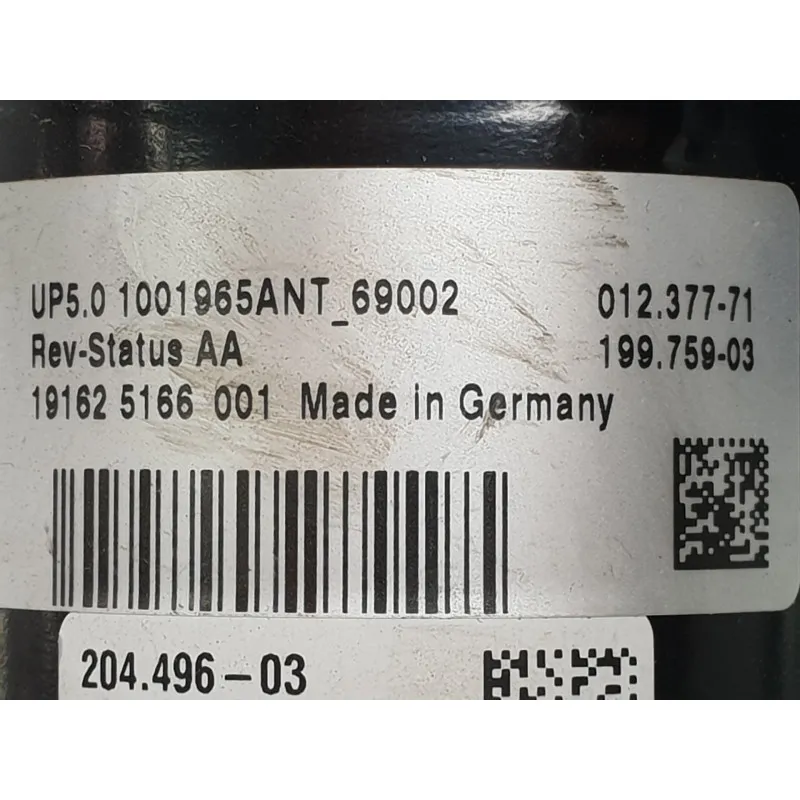 UP5.0 1001965ANT_69002 012.377-71
Rev-Status AA 199.759-03
19162 5166 001 Made in Germany
204.496-03